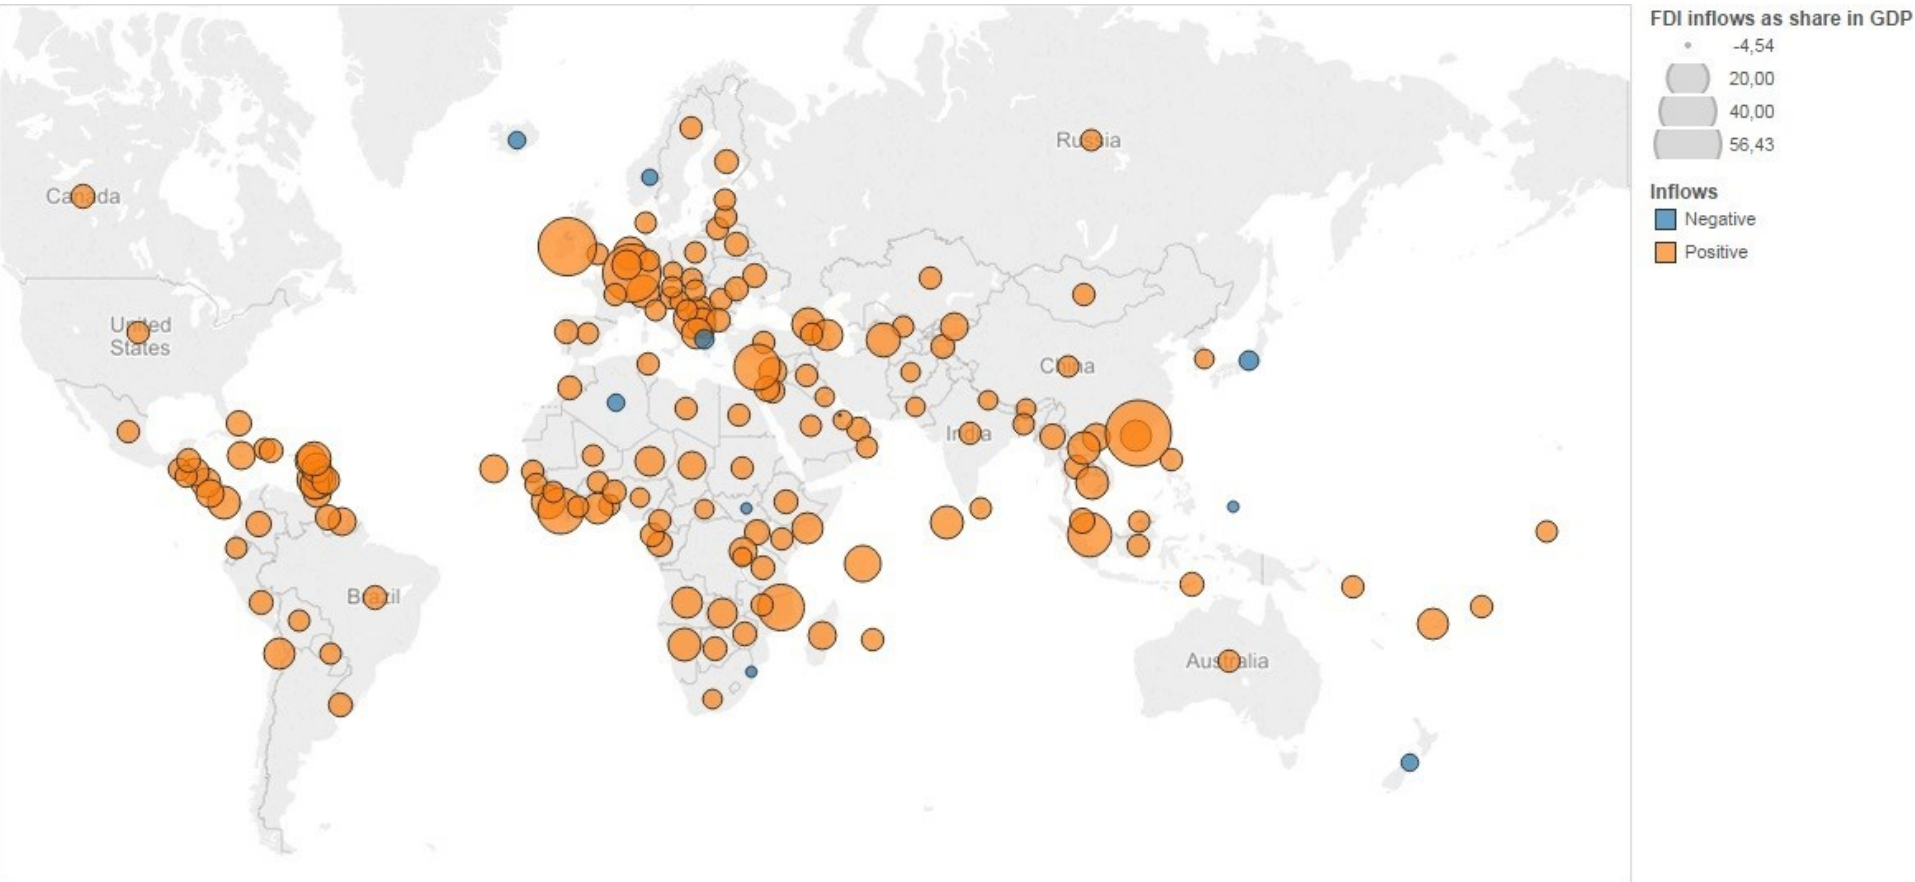 FDI inflows as share in GDP
-4,54
20,00
40,00
56,43
Inflows
Negative
Positive
Russia
Canada
United
States
China
India
Brazil
Australia